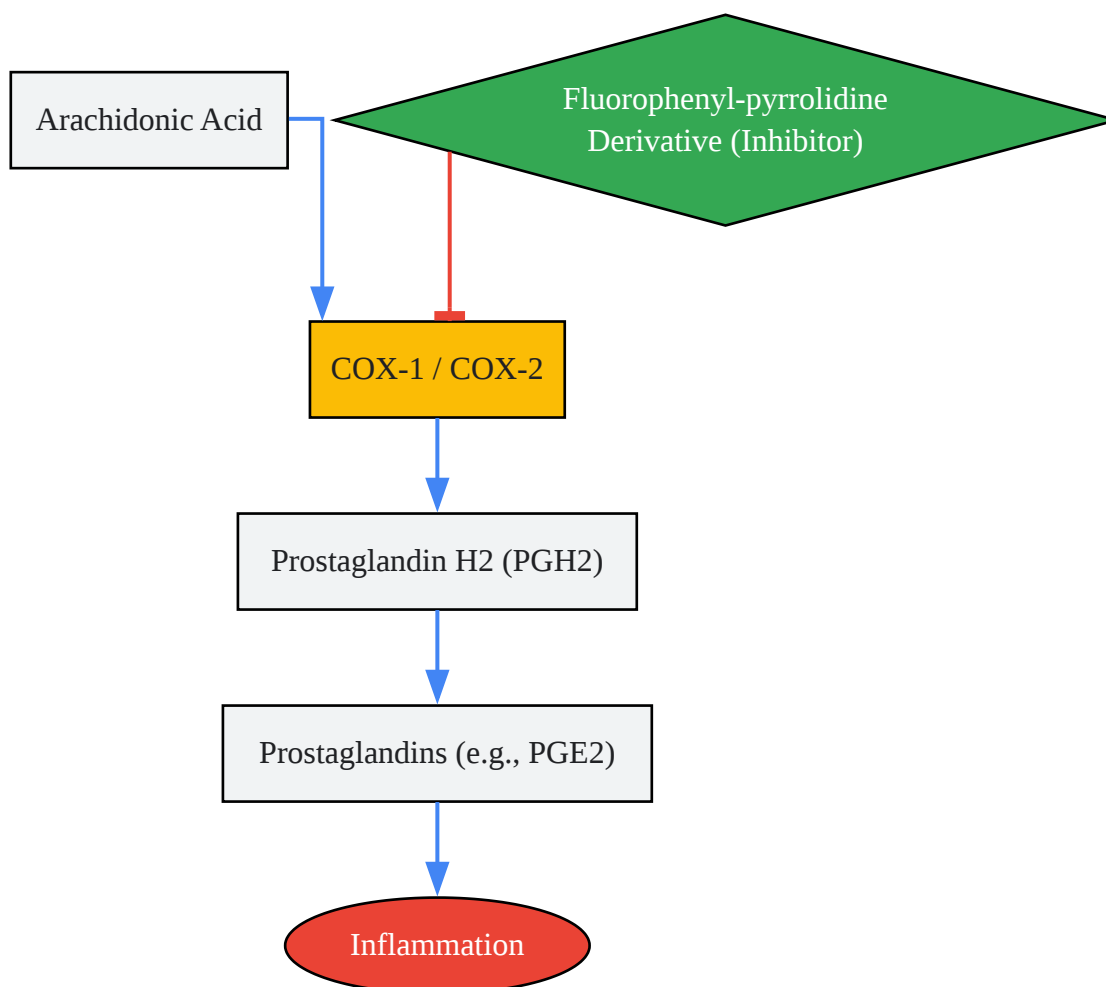 Arachidonic Acid
Fluorophenyl-pyrrolidine
Derivative (Inhibitor)
COX-1 / COX-2
Prostaglandin H2 (PGH2)
Prostaglandins (e.g., PGE2)
Inflammation